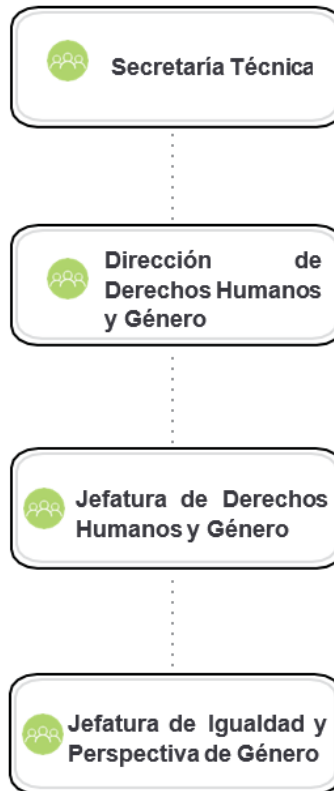 Secretaría Técnica
Dirección de
Derechos Humanos
y Género
Jefatura de Derechos
Humanos y Género
Jefatura de Igualdad y
Perspectiva de Género